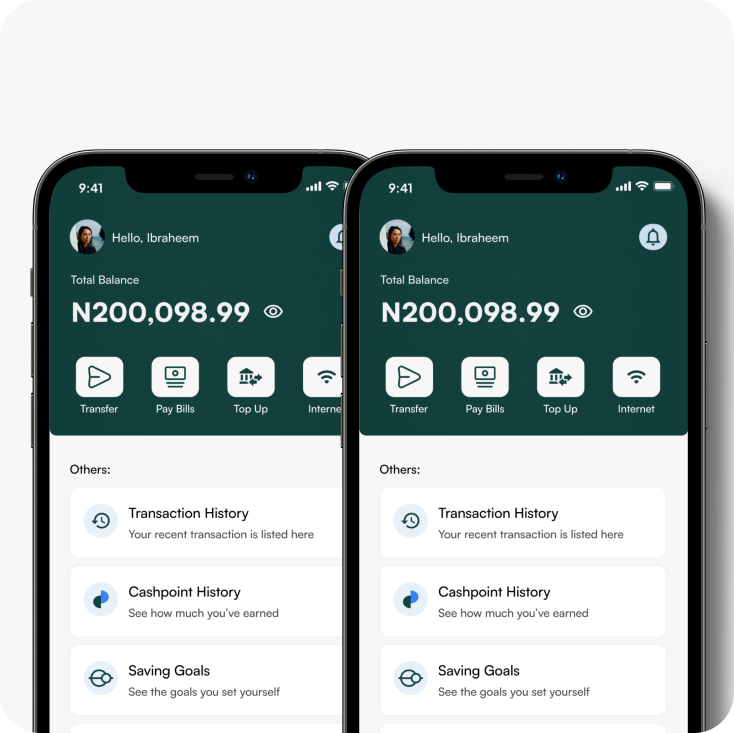 9:41
Hello, Ibraheem
Total Balance
N200,098.99
Transfer
Pay Bills
Top Up
Interne
Others:
Transaction History
Your recent transaction is listed here
Cashpoint History
See how much you've earned
Saving Goals
See the goals you set yourself
9:41
Hello, Ibraheem
Total Balance
N200,098.99
Transfer
Pay Bills
Top Up
Internet
Others:
Transaction History
Your recent transaction is listed here
Cashpoint History
See how much you've earned
Saving Goals
See the goals you set yourself